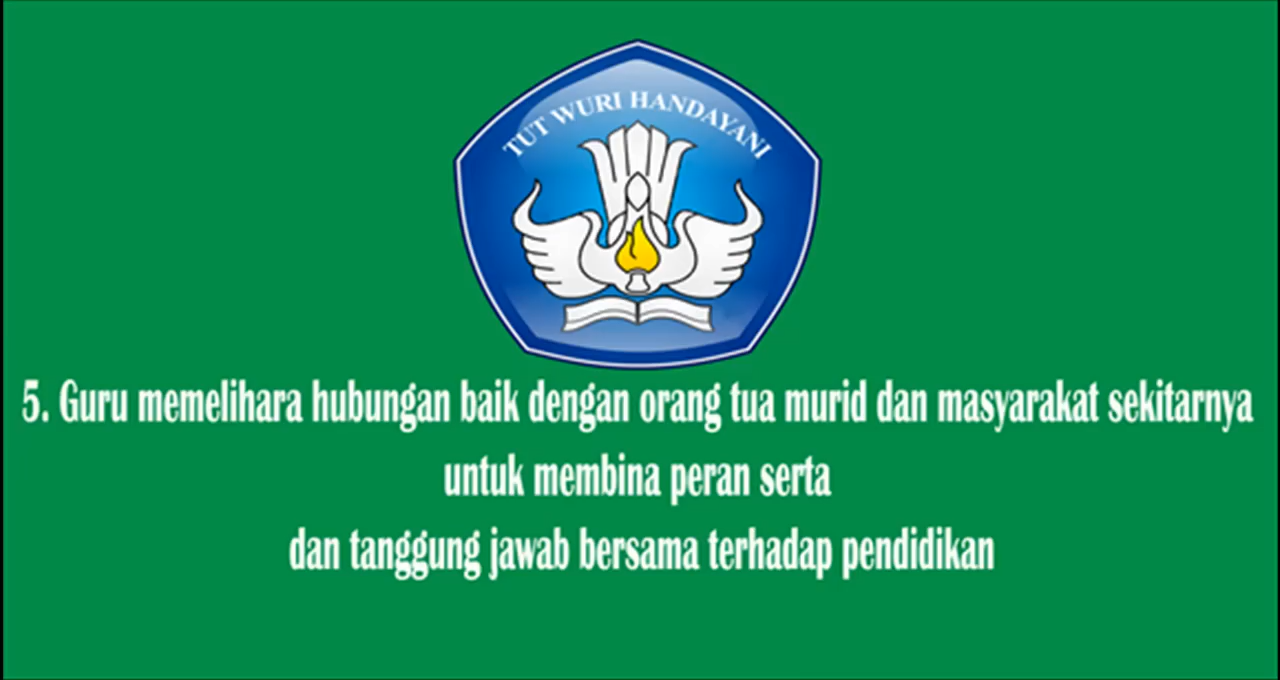 TUT WURI HANDAYANI
5. Guru memelihara hubungan baik dengan orang tua murid dan masyarakat sekitarnya
untuk membina peran serta
dan tanggung jawab bersama terhadap pendidikan